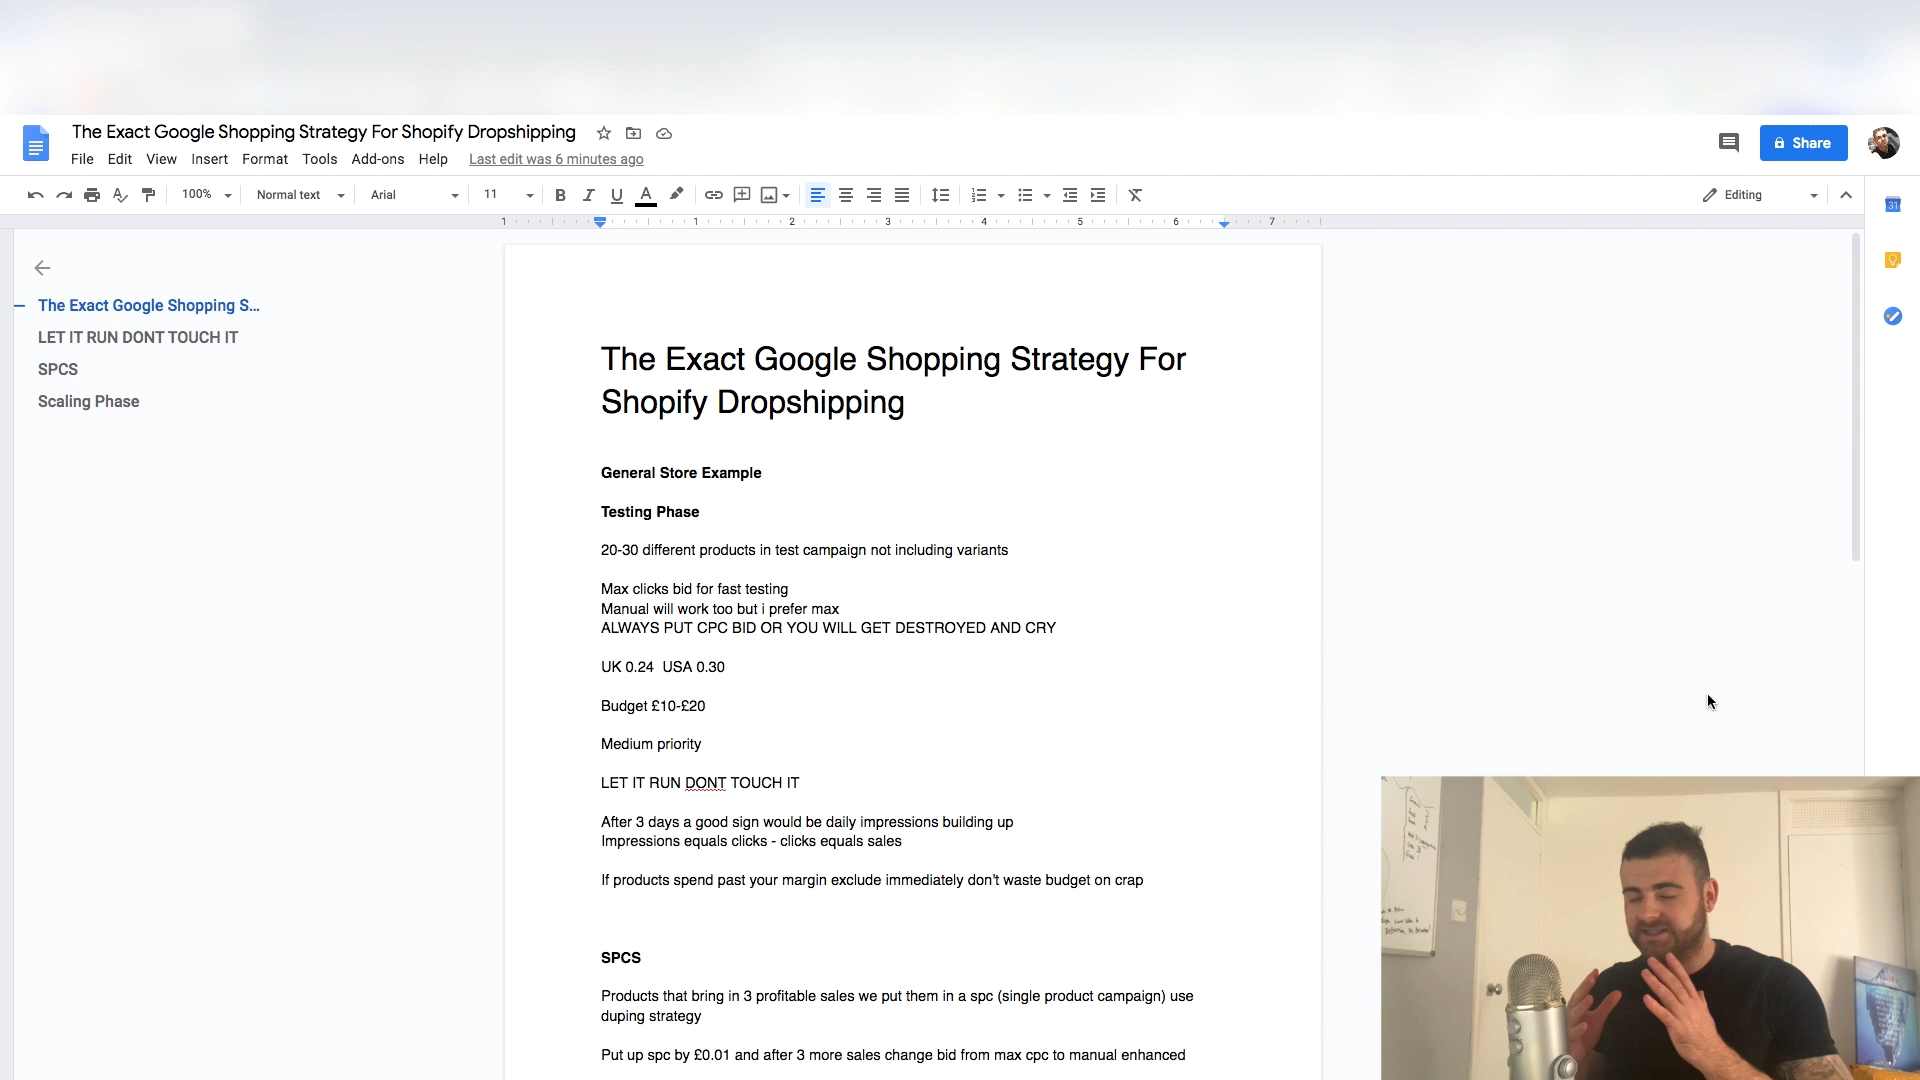 The Exact Google Shopping Strategy For Shopify Dropshipping
File Edit View Insert Format Tools Add-ons Help Last edit was 6 minutes ago
Share
100% Normal text Arial 11 B I U A Editing
1 1 2 3 4 5 6 7
31
The Exact Google Shopping S...
LET IT RUN DONT TOUCH IT
SPCS
Scaling Phase
The Exact Google Shopping Strategy For
Shopify Dropshipping
General Store Example
Testing Phase
20-30 different products in test campaign not including variants
Max clicks bid for fast testing
Manual will work too but i prefer max
ALWAYS PUT CPC BID OR YOU WILL GET DESTROYED AND CRY
UK 0.24 USA 0.30
Budget £10-£20
Medium priority
LET IT RUN DONT TOUCH IT
After 3 days a good sign would be daily impressions building up
Impressions equals clicks - clicks equals sales
If products spend past your margin exclude immediately don't waste budget on crap
SPCS
Products that bring in 3 profitable sales we put them in a spc (single product campaign) use
duping strategy
Put up spc by £0.01 and after 3 more sales change bid from max cpc to manual enhanced